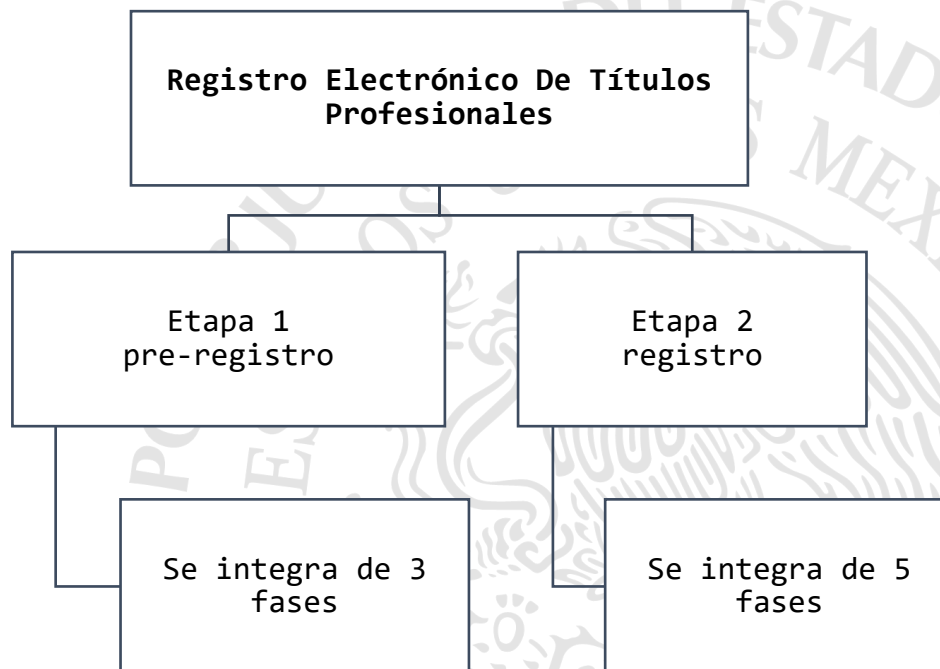 Registro Electrónico De Títulos
Profesionales
Etapa 1
pre-registro
Etapa 2
registro
Se integra de 3
fases
Se integra de 5
fases